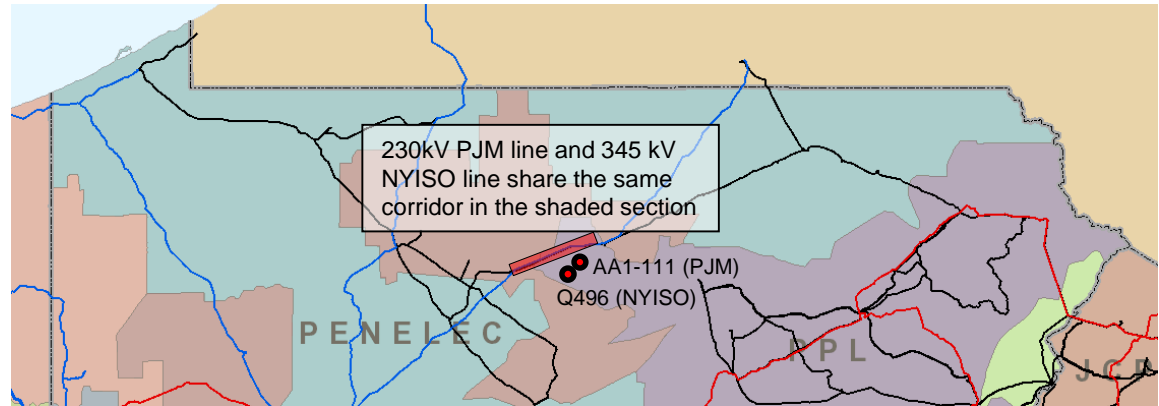 230kV PJM line and 345 kV
NYISO line share the same
corridor in the shaded section
AA1-111 (PJM)
Q496 (NYISO)
PENELEC
PPL
JCP